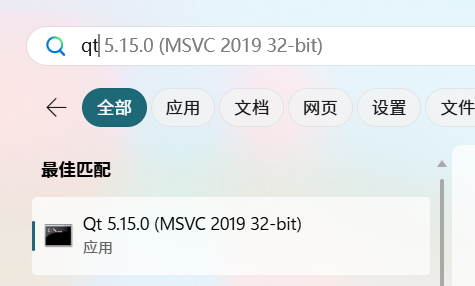 qt 5.15.0 (MSVC 2019 32-bit)
全部 应用 文档 网页 设置 文件
最佳匹配
Qt 5.15.0 (MSVC 2019 32-bit)
应用